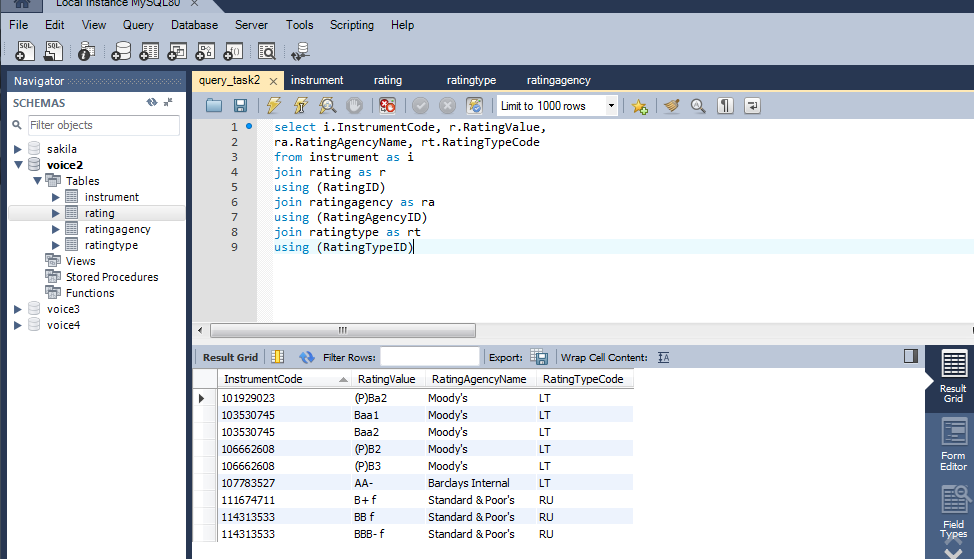 Local instance MySQL80 ×
File Edit View Query Database Server Tools Scripting Help
Navigator
SCHEMAS
Filter objects
sakila
voice2
Tables
instrument
rating
ratingagency
ratingtype
Views
Stored Procedures
Functions
voice3
voice4
query_task2 × instrument rating ratingtype ratingagency
Limit to 1000 rows
1 select i.InstrumentCode, r.RatingValue,
2 ra.RatingAgencyName, rt.RatingTypeCode
3 from instrument as i
4 join rating as r
5 using (RatingID)
6 join ratingagency as ra
7 using (RatingAgencyID)
8 join ratingtype as rt
9 using (RatingTypeID)
Result Grid Filter Rows: Export: Wrap Cell Content: IA
InstrumentCode RatingValue RatingAgencyName RatingTypeCode
101929023 (P)Ba2 Moody's LT
103530745 Baa1 Moody's LT
103530745 Baa2 Moody's LT
106662608 (P)B2 Moody's LT
106662608 (P)B3 Moody's LT
107783527 AA- Barclays Internal LT
111674711 B+ f Standard & Poor's RU
114313533 BB f Standard & Poor's RU
114313533 BBB- f Standard & Poor's RU
Result
Grid
Form
Editor
Field
Types